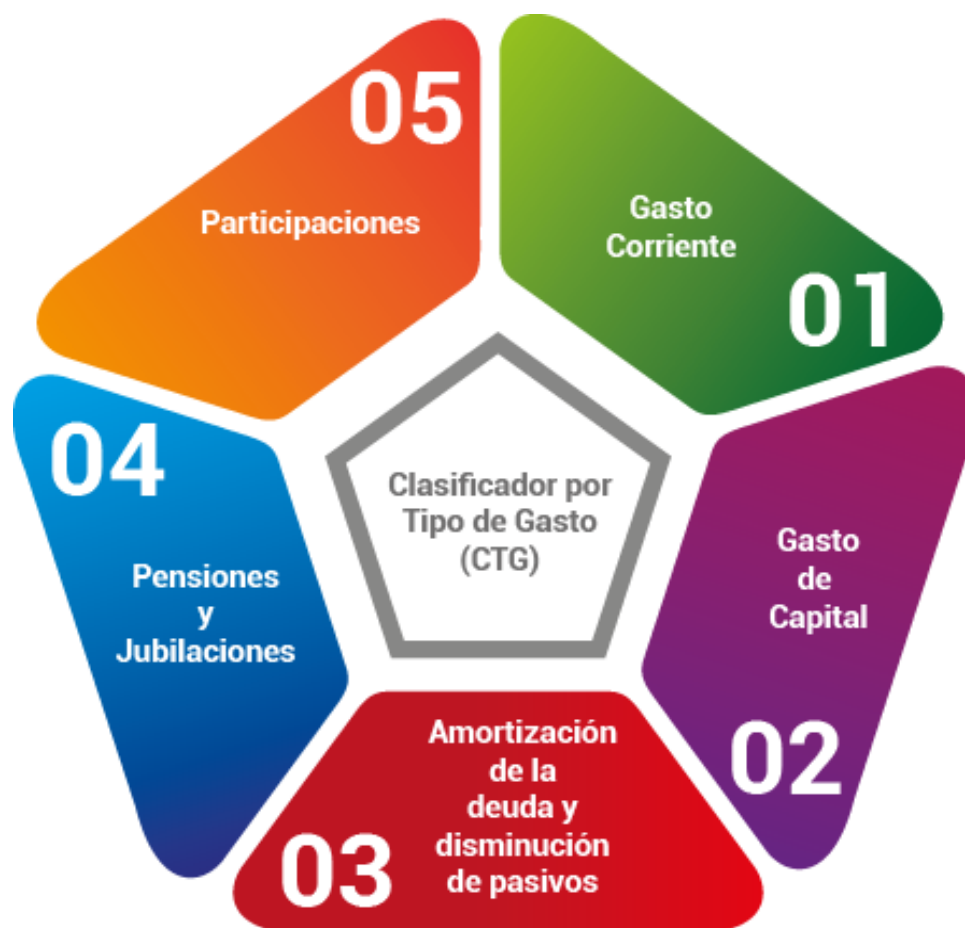 Clasificador por
Tipo de Gasto
(CTG)
Gasto
Corriente
01
Gasto
de
Capital
02
Amortización
de la
deuda y
disminución
de pasivos
03
04
Pensiones
y
Jubilaciones
05
Participaciones